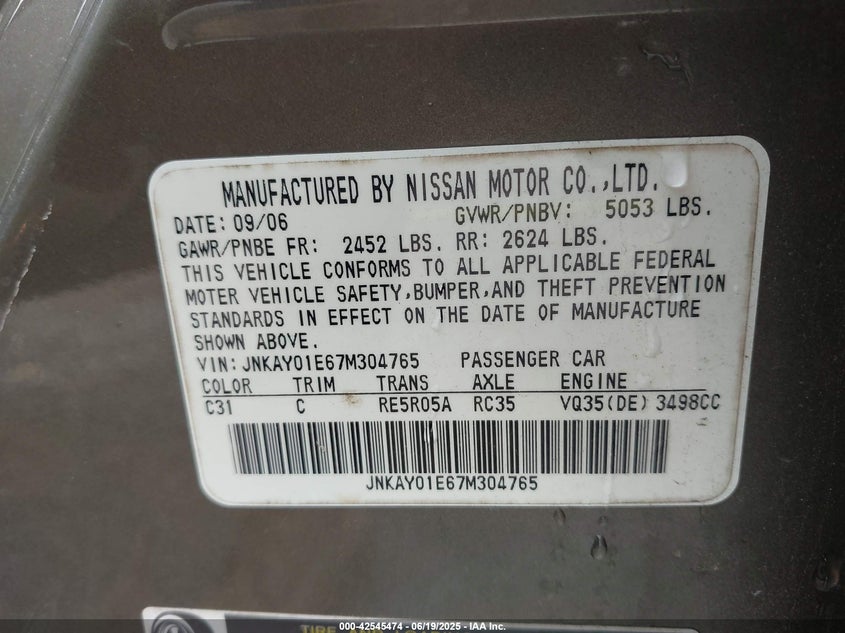 MANUFACTURED BY NISSAN MOTOR CO.,LTD.
DATE: 09/06 GVWR/PNBV: 5053 LBS.
GAWR/PNBE FR: 2452 LBS. RR: 2624 LBS.
THIS VEHICLE CONFORMS TO ALL APPLICABLE FEDERAL
MOTER VEHICLE SAFETY,BUMPER,AND THEFT PREVENTION
STANDARDS IN EFFECT ON THE DATE OF MANUFACTURE
SHOWN ABOVE.
VIN: JNKAY01E67M304765 PASSENGER CAR
COLOR TRIM TRANS AXLE ENGINE
C31 C RE5R05A RC35 VQ35(DE) 3498CC
JNKAY01E67M304765
TIRE AND
000-42545474 - 06/19/2025 - IAA Inc.